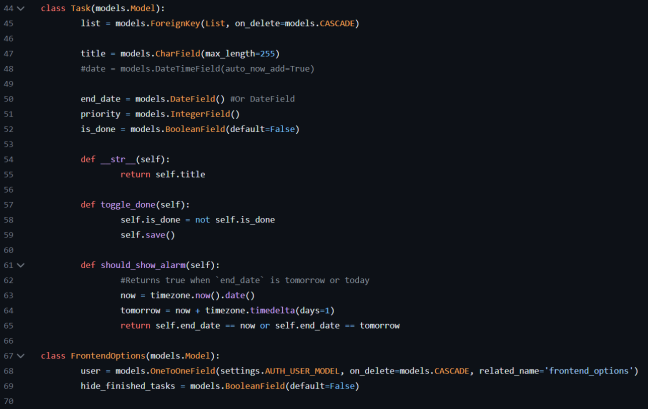 44 class Task(models.Model):
45 list = models.ForeignKey(List, on_delete=models.CASCADE)
46
47 title = models.CharField(max_length=255)
48 #date = models.DateTimeField(auto_now_add=True)
49
50 end_date = models.DateField() #Or DateField
51 priority = models.IntegerField()
52 is_done = models.BooleanField(default=False)
53
54 def __str__(self):
55 return self.title
56
57 def toggle_done(self):
58 self.is_done = not self.is_done
59 self.save()
60
61 def should_show_alarm(self):
62 #Returns true when `end_date` is tomorrow or today
63 now = timezone.now().date()
64 tomorrow = now + timezone.timedelta(days=1)
65 return self.end_date == now or self.end_date == tomorrow
66
67 class FrontendOptions(models.Model):
68 user = models.OneToOneField(settings.AUTH_USER_MODEL, on_delete=models.CASCADE, related_name='frontend_options')
69 hide_finished_tasks = models.BooleanField(default=False)
70